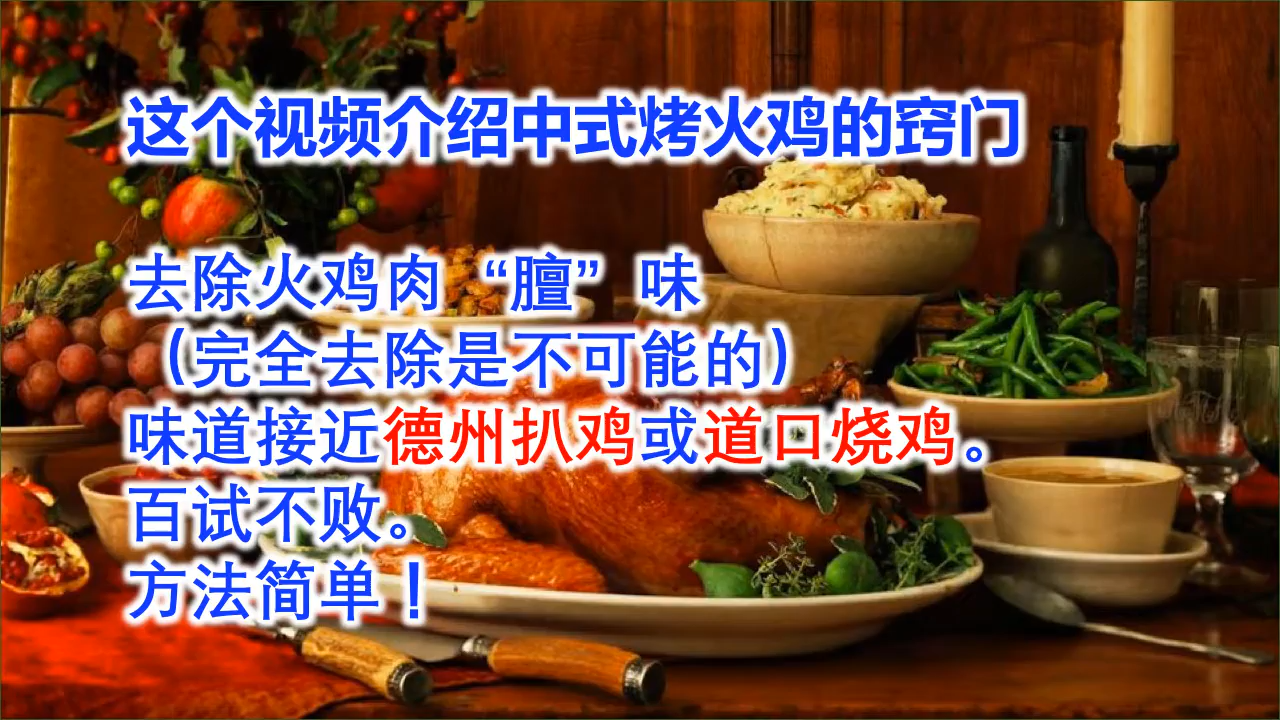 这个视频介绍中式烤火鸡的窍门
去除火鸡肉“膻”味
（完全去除是不可能的）
味道接近德州扒鸡或道口烧鸡。
百试不败。
方法简单！